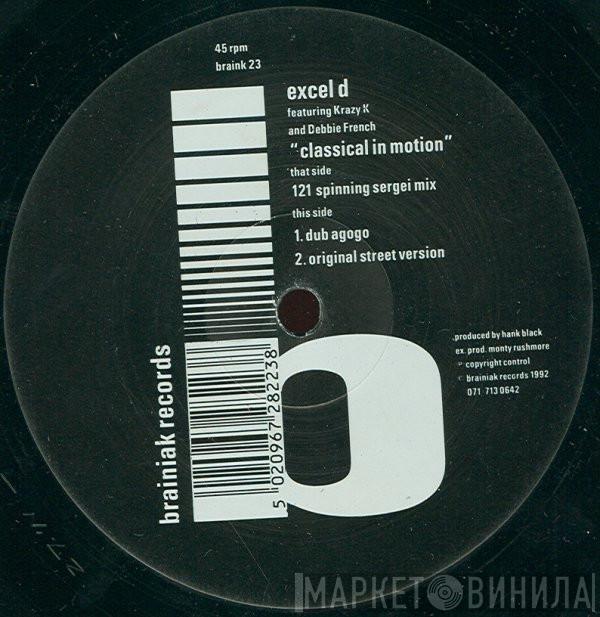 45 rpm
braink 23
excel d
featuring Krazy K
and Debbie French
"classical in motion"
that side
121 spinning sergei mix
this side
1. dub agogo
2. original street version
.produced by hank black
ex. prod. monty rushmore
℗ copyright control
© brainiak records 1992
071 713 0642
brainiak records
5 020967 282238
b
МАРКЕТ ВИНИЛА